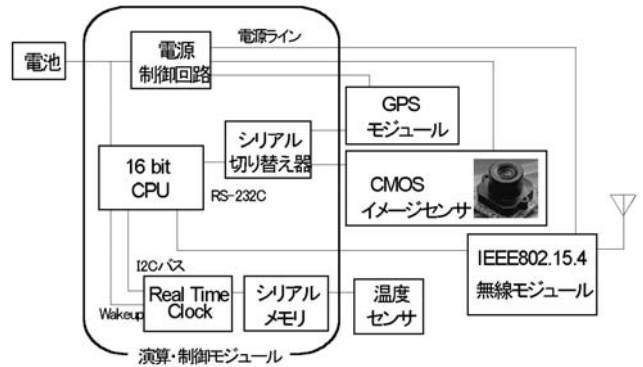 電源ライン
電池
電源
制御回路
GPS
モジュール
シリアル
切り替え器
16 bit
CPU
RS-232C
CMOS
イメージセンサ
IEEE802.15.4
無線モジュール
I2Cバス
Real Time
Clock
シリアル
メモリ
温度
センサ
Wakeup
演算・制御モジュール